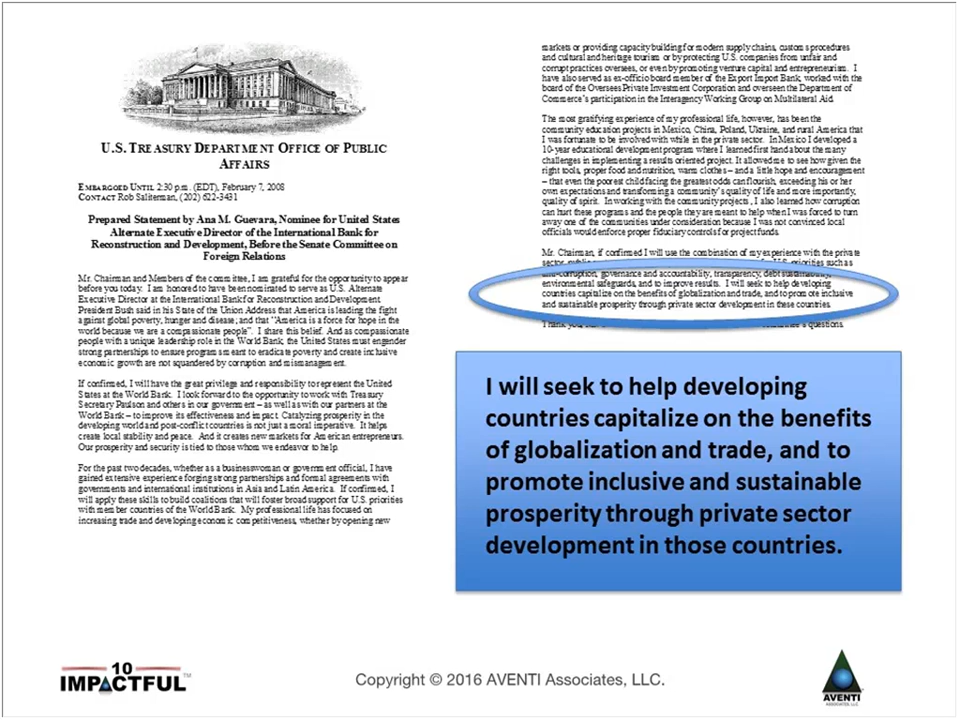 U.S. TREASURY DEPARTMENT OFFICE OF PUBLIC
AFFAIRS
EMBARGOED UNTIL 2:30 p.m. (EDT), February 7, 2008
CONTACT Rob Saliterman, (202) 622-3431
Prepared Statement by Ana M. Guevara, Nominee for United States
Alternate Executive Director of the International Bank for
Reconstruction and Development, Before the Senate Committee on
Foreign Relations
Mr. Chairman and Members of the committee, I am grateful for the opportunity to appear
before you today. I am honored to have been nominated to serve as U.S. Alternate
Executive Director at the International Bank for Reconstruction and Development.
President Bush said in his State of the Union Address that America is leading the fight
against global poverty, hunger and disease; and that "America is a force for hope in the
world because we are a compassionate people". I share this belief. And as compassionate
people with a unique leadership role in the World Bank, the United States must engender
strong partnerships to ensure programs meant to eradicate poverty and create inclusive
economic growth are not squandered by corruption and mismanagement.
If confirmed, I will have the great privilege and responsibility to represent the United
States at the World Bank. I look forward to the opportunity to work with Treasury
Secretary Paulson and others in our government – as well as with our partners at the
World Bank – to improve its effectiveness and impact. Catalyzing prosperity in the
developing world and post-conflict countries is not just a moral imperative. It helps
create local stability and peace. And it creates new markets for American entrepreneurs.
Our prosperity and security is tied to those whom we endeavor to help.
For the past two decades, whether as a businesswoman or government official, I have
gained extensive experience forging strong partnerships and formal agreements with
governments and international institutions in Asia and Latin America. If confirmed, I
will apply these skills to build coalitions that will foster broad support for U.S. priorities
with member countries of the World Bank. My professional life has focused on
increasing trade and developing economic competitiveness, whether by opening new
markets or providing capacity building for modern supply chains, customs procedures
and cultural and heritage tourism or by protecting U.S. companies from unfair and
corrupt practices oversees, or even by promoting venture capital and entrepreneurism. I
have also served as ex-officio board member of the Export Import Bank, worked with the
board of the Oversees Private Investment Corporation and overseen the Department of
Commerce's participation in the Interagency Working Group on Multilateral Aid.
The most gratifying experience of my professional life, however, has been the
community education projects in Mexico, China, Poland, Ukraine, and rural America that
I was fortunate to be involved with while in the private sector. In Mexico I developed a
10-year educational development program where I learned first hand about the many
challenges in implementing a results oriented project. It allowed me to see how given the
right tools, proper food and nutrition, warm clothes – and a little hope and encouragement
– that even the poorest child facing the greatest odds can flourish, exceeding his or her
own expectations and transforming a community's quality of life and more importantly,
quality of spirit. In working with the community projects, I also learned how corruption
can hurt these programs and the people they are meant to help when I was forced to turn
away one of the communities under consideration because I was not convinced local
officials would enforce proper fiduciary controls for project funds.
Mr. Chairman, if confirmed I will use the combination of my experience with the private
sector, U.S. priorities such as
anti-corruption, governance and accountability, transparency, debt sustainability,
environmental safeguards, and to improve results. I will seek to help developing
countries capitalize on the benefits of globalization and trade, and to promote inclusive
and sustainable prosperity through private sector development in these countries.
committee's questions.
I will seek to help developing
countries capitalize on the benefits
of globalization and trade, and to
promote inclusive and sustainable
prosperity through private sector
development in those countries.
10
IMPACTFUL™
Copyright © 2016 AVENTI Associates, LLC.
AVENTI
ASSOCIATES, LLC